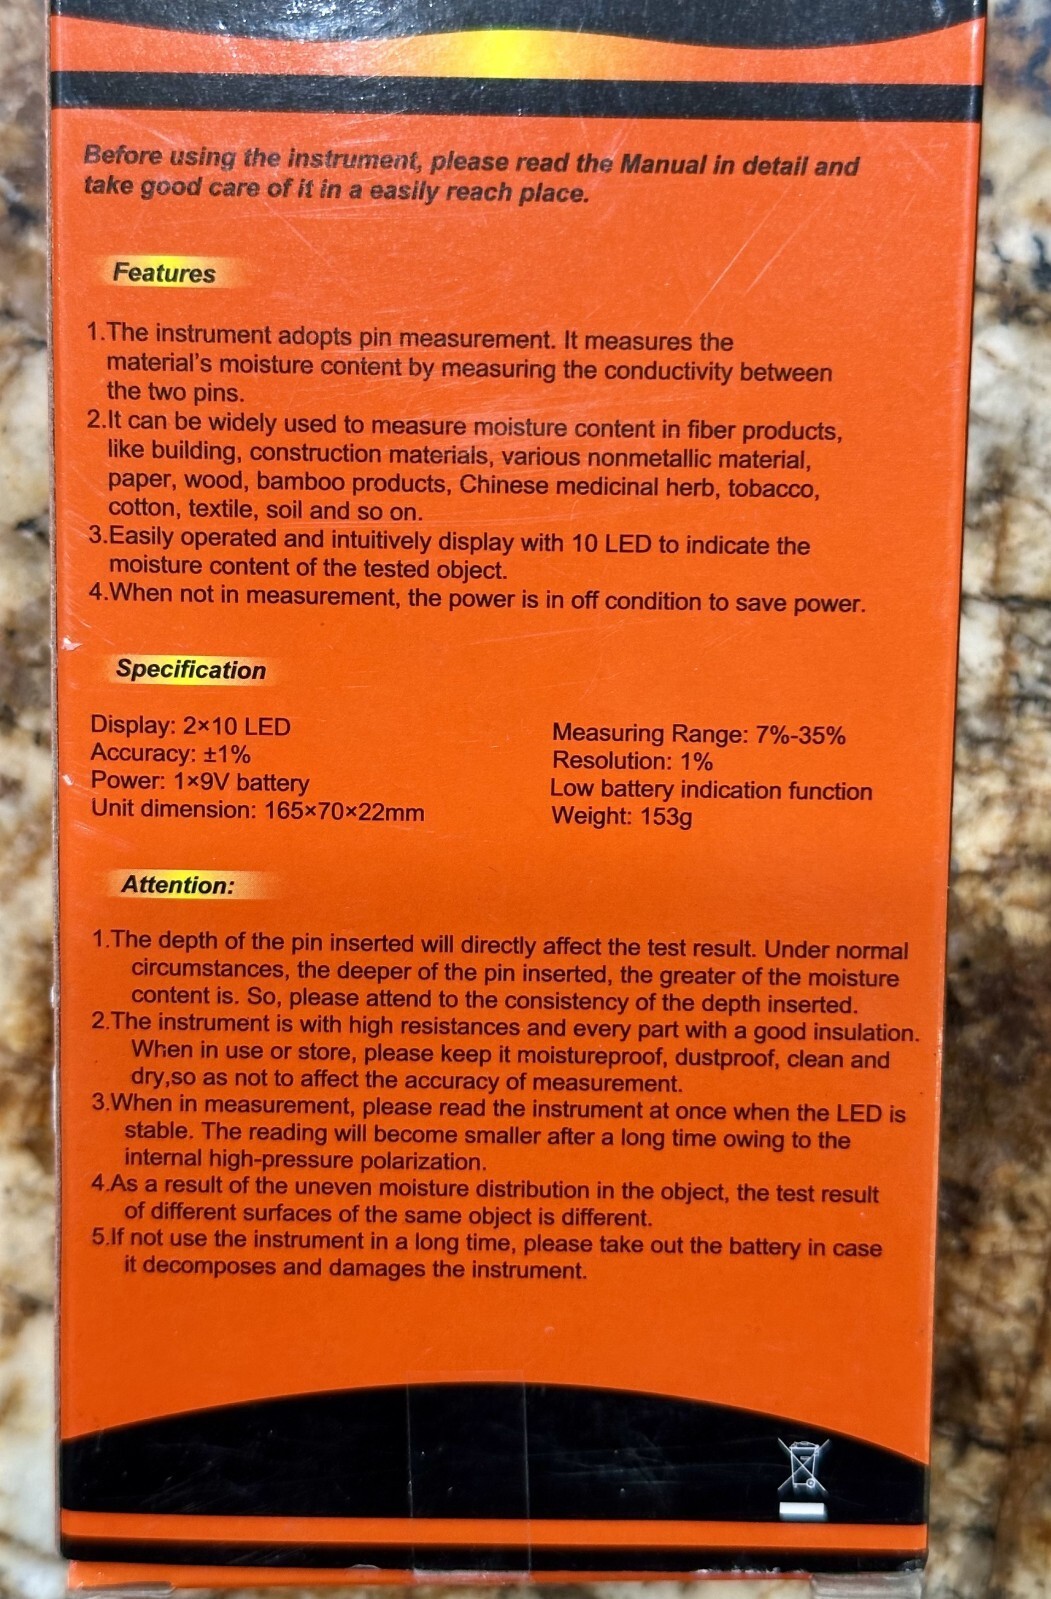 Before using the instrument, please read the Manual in detail and
take good care of it in a easily reach place.
Features
1.The instrument adopts pin measurement. It measures the
material's moisture content by measuring the conductivity between
the two pins.
2.It can be widely used to measure moisture content in fiber products,
like building, construction materials, various nonmetallic material,
paper, wood, bamboo products, Chinese medicinal herb, tobacco,
cotton, textile, soil and so on.
3.Easily operated and intuitively display with 10 LED to indicate the
moisture content of the tested object.
4.When not in measurement, the power is in off condition to save power.
Specification
Display: 2×10 LED
Accuracy: ±1%
Power: 1×9V battery
Unit dimension: 165×70×22mm
Measuring Range: 7%-35%
Resolution: 1%
Low battery indication function
Weight: 153g
Attention:
1.The depth of the pin inserted will directly affect the test result. Under normal
circumstances, the deeper of the pin inserted, the greater of the moisture
content is. So, please attend to the consistency of the depth inserted.
2.The instrument is with high resistances and every part with a good insulation.
When in use or store, please keep it moistureproof, dustproof, clean and
dry,so as not to affect the accuracy of measurement.
3.When in measurement, please read the instrument at once when the LED is
stable. The reading will become smaller after a long time owing to the
internal high-pressure polarization.
4.As a result of the uneven moisture distribution in the object, the test result
of different surfaces of the same object is different.
5.If not use the instrument in a long time, please take out the battery in case
it decomposes and damages the instrument.